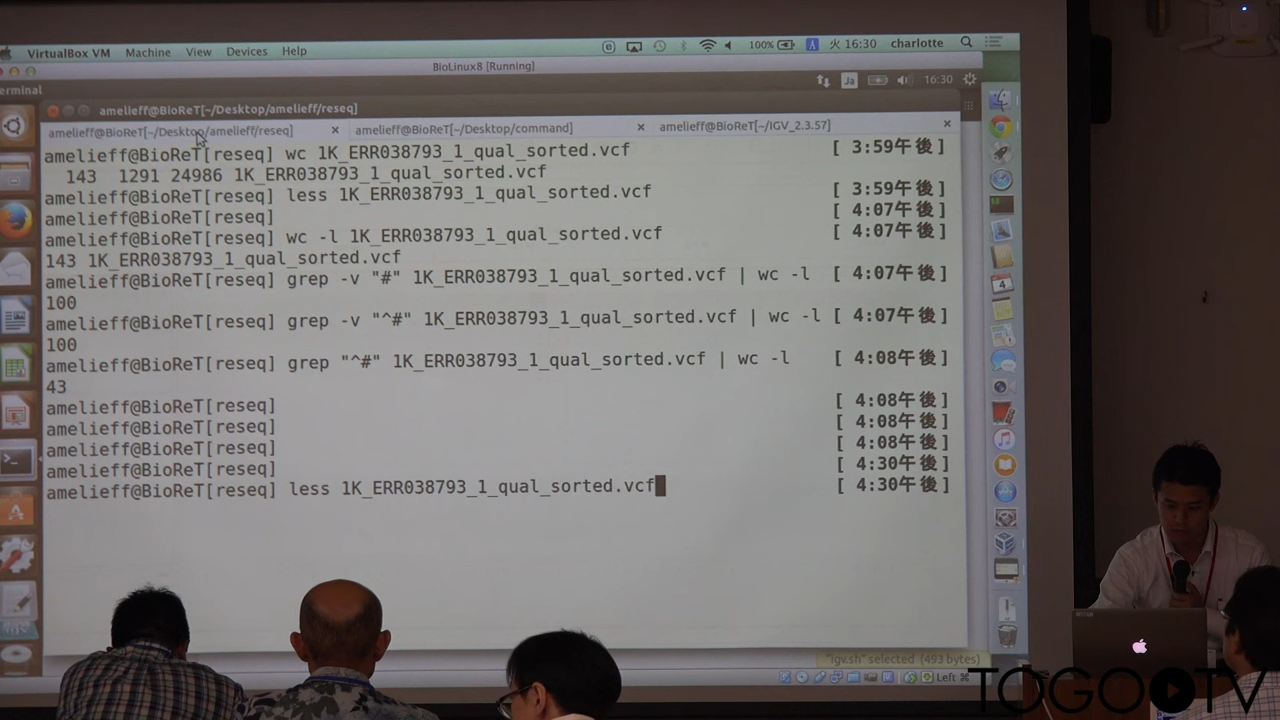 VirtualBox VM Machine View Devices Help 100% A 火 16:30 charlotte
BioLinux8 [Running]
erminal Ja 16:30
amelieff@BioReT[~/Desktop/amelieff/reseq]
amelieff@BioReT[~/Desktop/amelieff/reseq] × amelieff@BioReT[~/Desktop/command] × amelieff@BioReT[~/IGV_2.3.57] ×
amelieff@BioReT[reseq] wc 1K_ERR038793_1_qual_sorted.vcf [ 3:59午後]
143 1291 24986 1K_ERR038793_1_qual_sorted.vcf
amelieff@BioReT[reseq] less 1K_ERR038793_1_qual_sorted.vcf [ 3:59午後]
amelieff@BioReT[reseq] [ 4:07午後]
amelieff@BioReT[reseq] wc -l 1K_ERR038793_1_qual_sorted.vcf [ 4:07午後]
143 1K_ERR038793_1_qual_sorted.vcf
amelieff@BioReT[reseq] grep -v "#" 1K_ERR038793_1_qual_sorted.vcf | wc -l [ 4:07午後]
100
amelieff@BioReT[reseq] grep -v "^#" 1K_ERR038793_1_qual_sorted.vcf | wc -l [ 4:07午後]
100
amelieff@BioReT[reseq] grep "^#" 1K_ERR038793_1_qual_sorted.vcf | wc -l [ 4:08午後]
43
amelieff@BioReT[reseq] [ 4:08午後]
amelieff@BioReT[reseq] [ 4:08午後]
amelieff@BioReT[reseq] [ 4:08午後]
amelieff@BioReT[reseq] [ 4:30午後]
amelieff@BioReT[reseq] less 1K_ERR038793_1_qual_sorted.vcf [ 4:30午後]
4
"igv.sh" selected (493 bytes)
Left ⌘
TOGOTV